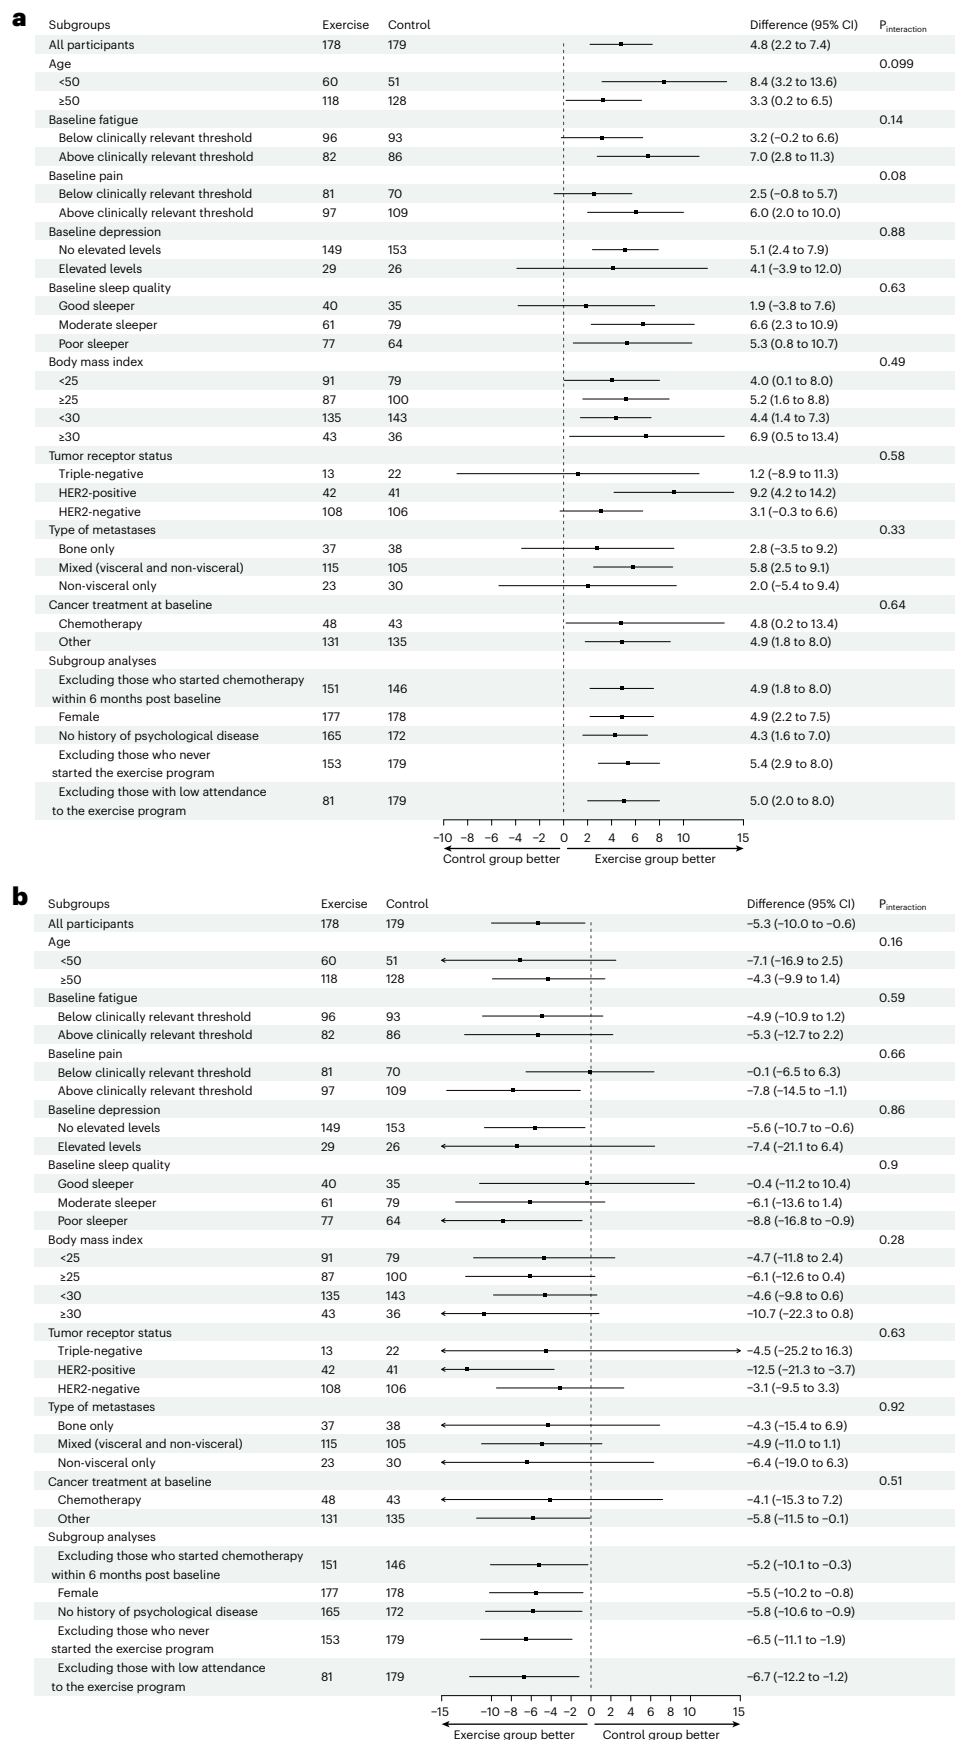 a
Subgroups Exercise Control Difference (95% CI) Pinteraction
All participants 178 179 4.8 (2.2 to 7.4)
Age 0.099
<50 60 51 8.4 (3.2 to 13.6)
≥50 118 128 3.3 (0.2 to 6.5)
Baseline fatigue 0.14
Below clinically relevant threshold 96 93 3.2 (−0.2 to 6.6)
Above clinically relevant threshold 82 86 7.0 (2.8 to 11.3)
Baseline pain 0.08
Below clinically relevant threshold 81 70 2.5 (−0.8 to 5.7)
Above clinically relevant threshold 97 109 6.0 (2.0 to 10.0)
Baseline depression 0.88
No elevated levels 149 153 5.1 (2.4 to 7.9)
Elevated levels 29 26 4.1 (−3.9 to 12.0)
Baseline sleep quality 0.63
Good sleeper 40 35 1.9 (−3.8 to 7.6)
Moderate sleeper 61 79 6.6 (2.3 to 10.9)
Poor sleeper 77 64 5.3 (0.8 to 10.7)
Body mass index 0.49
<25 91 79 4.0 (0.1 to 8.0)
≥25 87 100 5.2 (1.6 to 8.8)
<30 135 143 4.4 (1.4 to 7.3)
≥30 43 36 6.9 (0.5 to 13.4)
Tumor receptor status 0.58
Triple-negative 13 22 1.2 (−8.9 to 11.3)
HER2-positive 42 41 9.2 (4.2 to 14.2)
HER2-negative 108 106 3.1 (−0.3 to 6.6)
Type of metastases 0.33
Bone only 37 38 2.8 (−3.5 to 9.2)
Mixed (visceral and non-visceral) 115 105 5.8 (2.5 to 9.1)
Non-visceral only 23 30 2.0 (−5.4 to 9.4)
Cancer treatment at baseline 0.64
Chemotherapy 48 43 4.8 (0.2 to 13.4)
Other 131 135 4.9 (1.8 to 8.0)
Subgroup analyses
Excluding those who started chemotherapy
within 6 months post baseline 151 146 4.9 (1.8 to 8.0)
Female 177 178 4.9 (2.2 to 7.5)
No history of psychological disease 165 172 4.3 (1.6 to 7.0)
Excluding those who never
started the exercise program 153 179 5.4 (2.9 to 8.0)
Excluding those with low attendance
to the exercise program 81 179 5.0 (2.0 to 8.0)
−10 −8 −6 −4 −2 0 2 4 6 8 10 15
Control group better Exercise group better
b
Subgroups Exercise Control Difference (95% CI) Pinteraction
All participants 178 179 −5.3 (−10.0 to −0.6)
Age 0.16
<50 60 51 −7.1 (−16.9 to 2.5)
≥50 118 128 −4.3 (−9.9 to 1.4)
Baseline fatigue 0.59
Below clinically relevant threshold 96 93 −4.9 (−10.9 to 1.2)
Above clinically relevant threshold 82 86 −5.3 (−12.7 to 2.2)
Baseline pain 0.66
Below clinically relevant threshold 81 70 −0.1 (−6.5 to 6.3)
Above clinically relevant threshold 97 109 −7.8 (−14.5 to −1.1)
Baseline depression 0.86
No elevated levels 149 153 −5.6 (−10.7 to −0.6)
Elevated levels 29 26 −7.4 (−21.1 to 6.4)
Baseline sleep quality 0.9
Good sleeper 40 35 −0.4 (−11.2 to 10.4)
Moderate sleeper 61 79 −6.1 (−13.6 to 1.4)
Poor sleeper 77 64 −8.8 (−16.8 to −0.9)
Body mass index 0.28
<25 91 79 −4.7 (−11.8 to 2.4)
≥25 87 100 −6.1 (−12.6 to 0.4)
<30 135 143 −4.6 (−9.8 to 0.6)
≥30 43 36 −10.7 (−22.3 to 0.8)
Tumor receptor status 0.63
Triple-negative 13 22 −4.5 (−25.2 to 16.3)
HER2-positive 42 41 −12.5 (−21.3 to −3.7)
HER2-negative 108 106 −3.1 (−9.5 to 3.3)
Type of metastases 0.92
Bone only 37 38 −4.3 (−15.4 to 6.9)
Mixed (visceral and non-visceral) 115 105 −4.9 (−11.0 to 1.1)
Non-visceral only 23 30 −6.4 (−19.0 to 6.3)
Cancer treatment at baseline 0.51
Chemotherapy 48 43 −4.1 (−15.3 to 7.2)
Other 131 135 −5.8 (−11.5 to −0.1)
Subgroup analyses
Excluding those who started chemotherapy
within 6 months post baseline 151 146 −5.2 (−10.1 to −0.3)
Female 177 178 −5.5 (−10.2 to −0.8)
No history of psychological disease 165 172 −5.8 (−10.6 to −0.9)
Excluding those who never
started the exercise program 153 179 −6.5 (−11.1 to −1.9)
Excluding those with low attendance
to the exercise program 81 179 −6.7 (−12.2 to −1.2)
−15 −10 −8 −6 −4 −2 0 2 4 6 8 10 15
Exercise group better Control group better